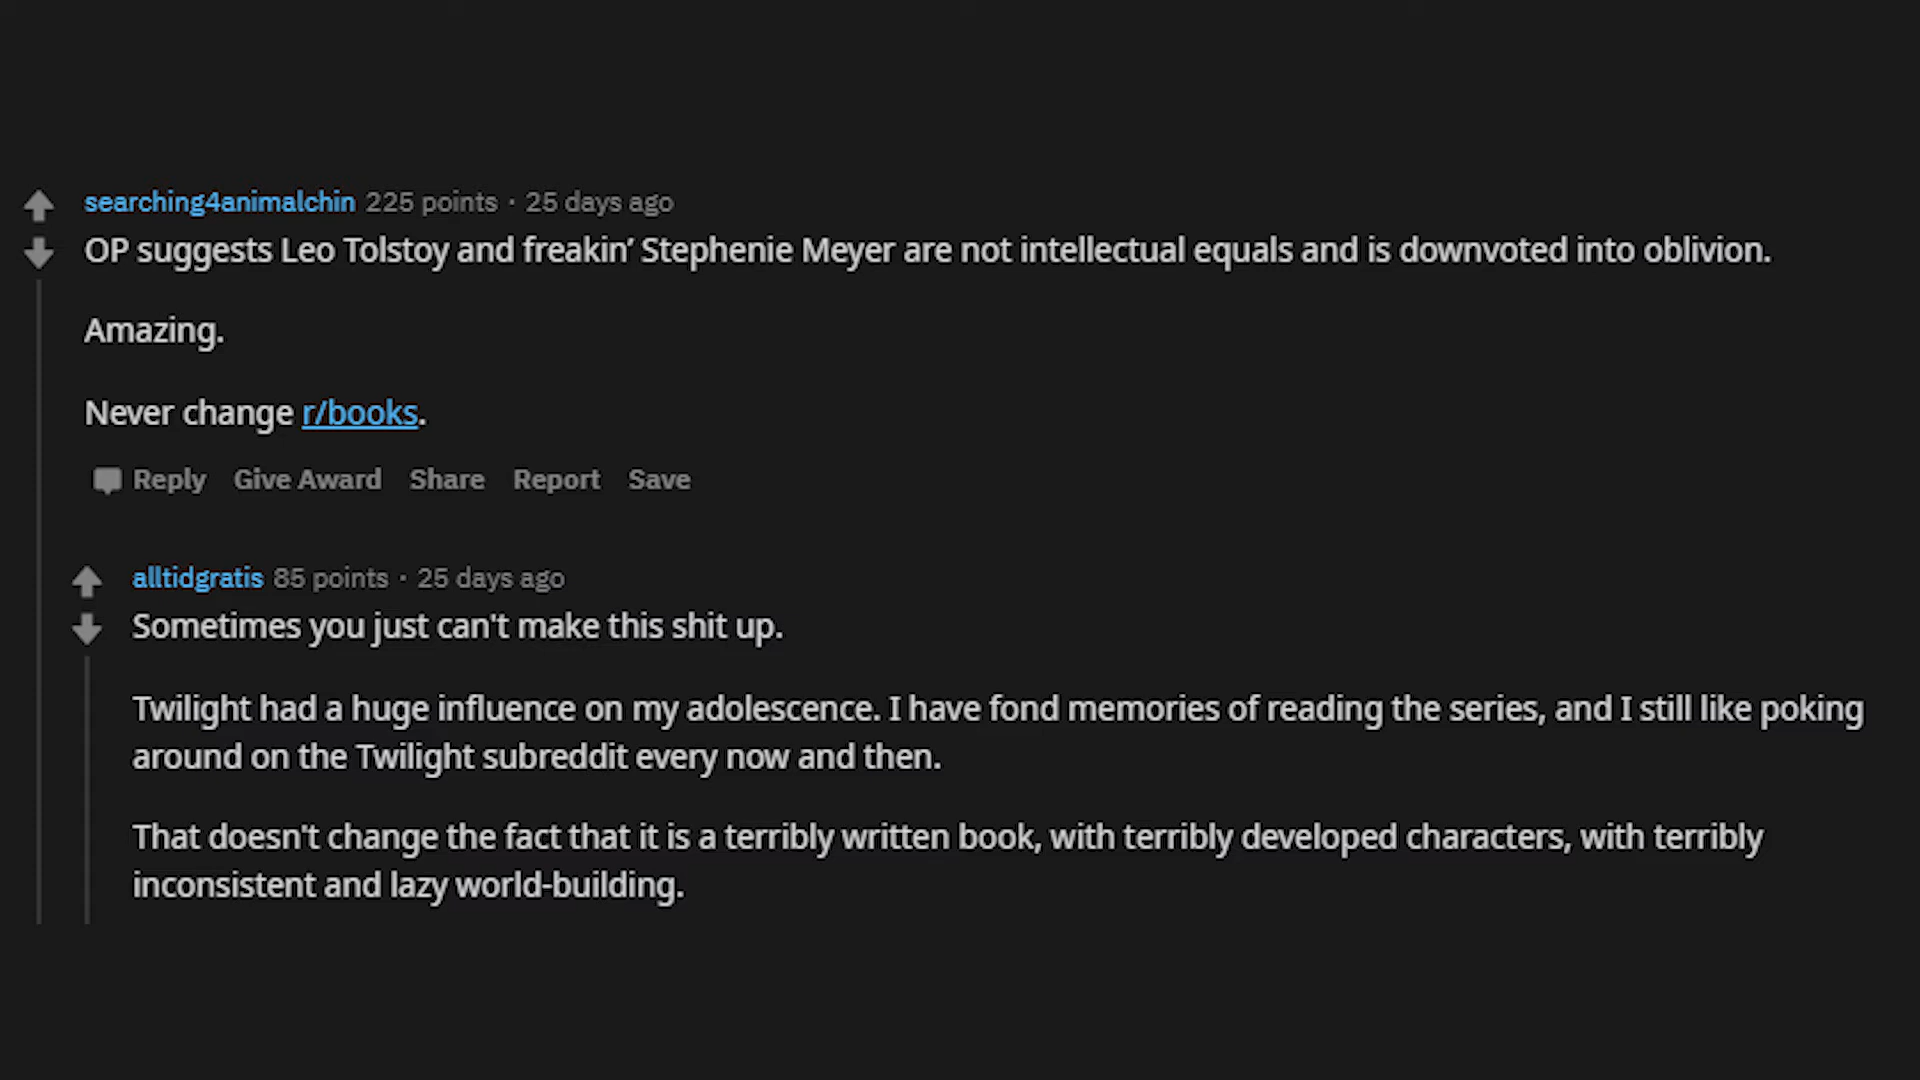 searching4animalchin 225 points · 25 days ago
OP suggests Leo Tolstoy and freakin’ Stephenie Meyer are not intellectual equals and is downvoted into oblivion.
Amazing.
Never change r/books.
Reply Give Award Share Report Save
alltidgratis 85 points · 25 days ago
Sometimes you just can't make this shit up.
Twilight had a huge influence on my adolescence. I have fond memories of reading the series, and I still like poking
around on the Twilight subreddit every now and then.
That doesn't change the fact that it is a terribly written book, with terribly developed characters, with terribly
inconsistent and lazy world-building.